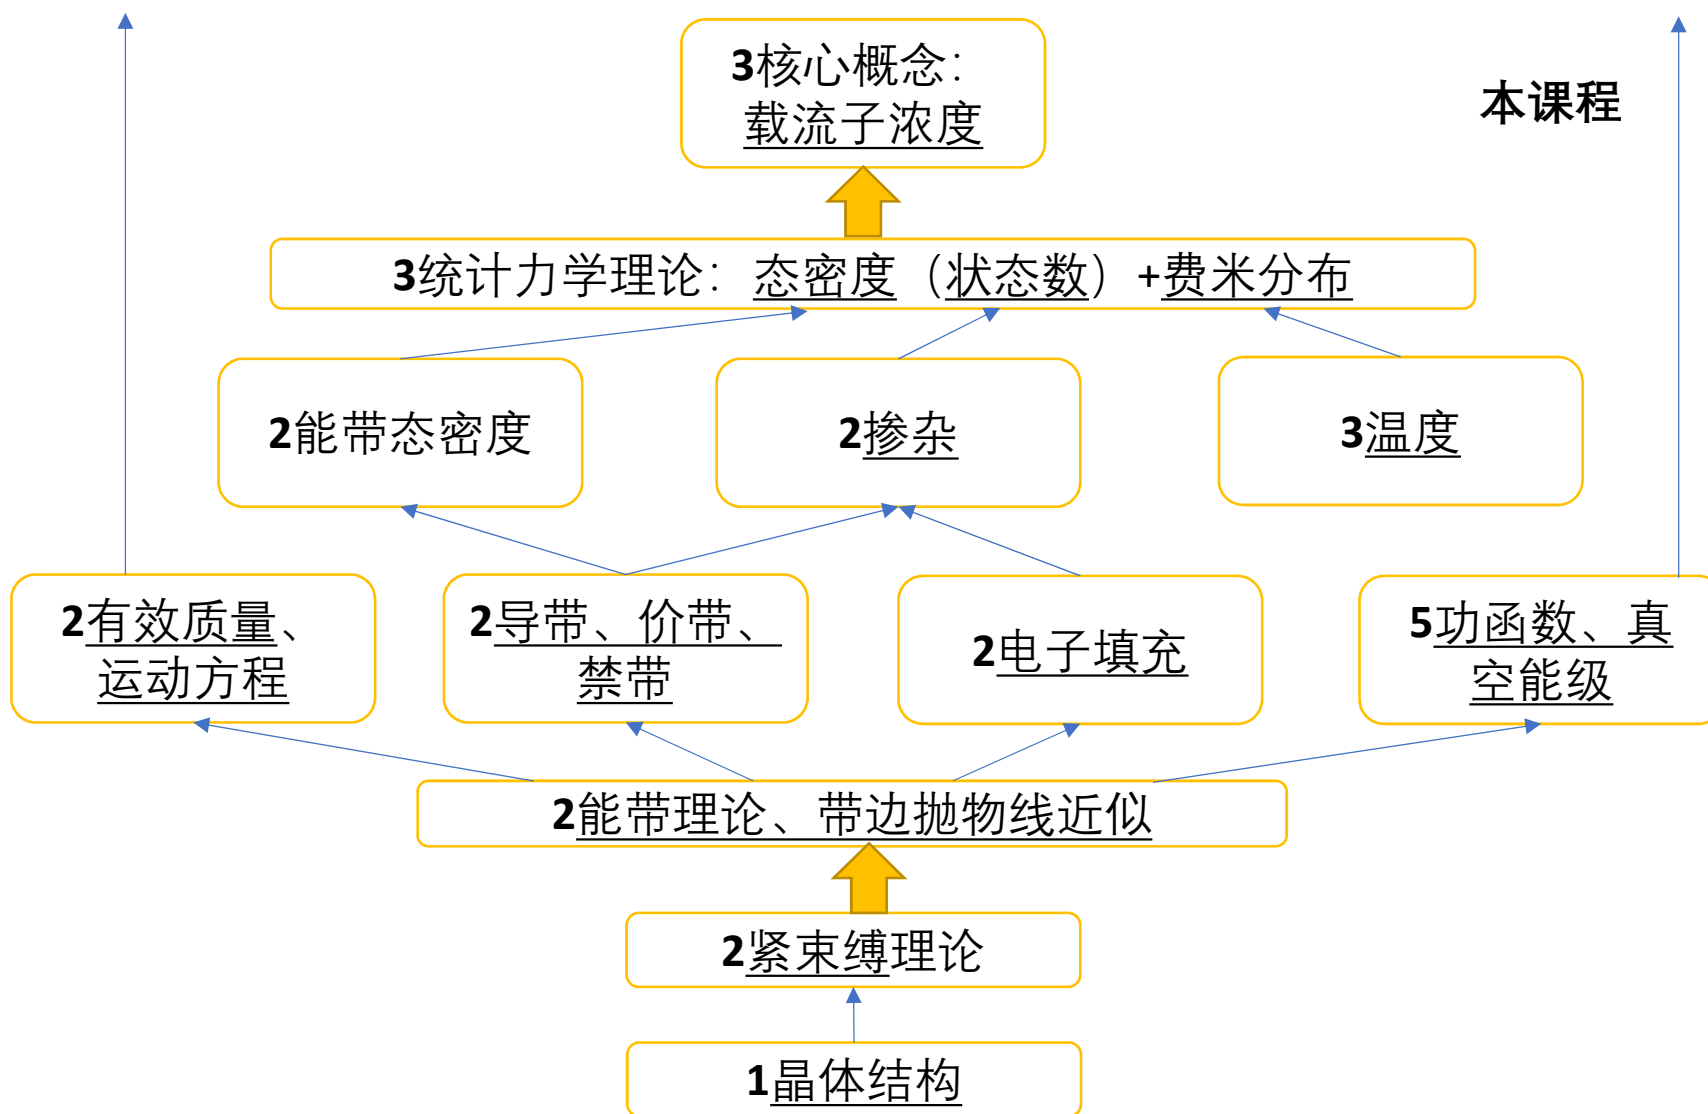 3核心概念：
载流子浓度
本课程
3统计力学理论：态密度（状态数）+费米分布
2能带态密度
2掺杂
3温度
2有效质量、
运动方程
2导带、价带、
禁带
2电子填充
5功函数、真
空能级
2能带理论、带边抛物线近似
2紧束缚理论
1晶体结构